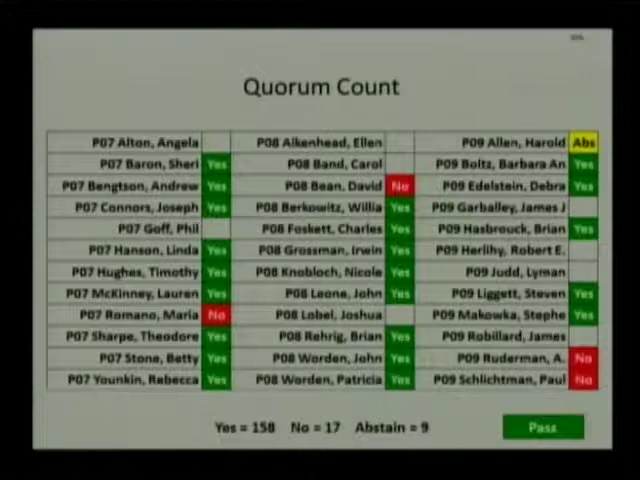 Quorum Count
P07 Alton, Angela P08 Aikenhead, Ellen P09 Allen, Harold Abs
P07 Baron, Sheri Yes P08 Band, Carol P09 Boltz, Barbara An Yes
P07 Bengtson, Andrew Yes P08 Bean, David No P09 Edelstein, Debra Yes
P07 Connors, Joseph Yes P08 Berkowitz, Willia Yes P09 Garballey, James J
P07 Goff, Phil P08 Foskett, Charles Yes P09 Hasbrouck, Brian Yes
P07 Hanson, Linda Yes P08 Grossman, Irwin Yes P09 Herlihy, Robert E.
P07 Hughes, Timothy Yes P08 Knobloch, Nicole Yes P09 Judd, Lyman
P07 McKinney, Lauren Yes P08 Leone, John Yes P09 Liggett, Steven Yes
P07 Romano, Maria No P08 Lobel, Joshua P09 Makowka, Stephe Yes
P07 Sharpe, Theodore Yes P08 Rehrig, Brian Yes P09 Robillard, James
P07 Stone, Betty Yes P08 Worden, John Yes P09 Ruderman, A. No
P07 Younkin, Rebecca Yes P08 Worden, Patricia Yes P09 Schlichtman, Paul No
Yes = 158 No = 17 Abstain = 9 Pass